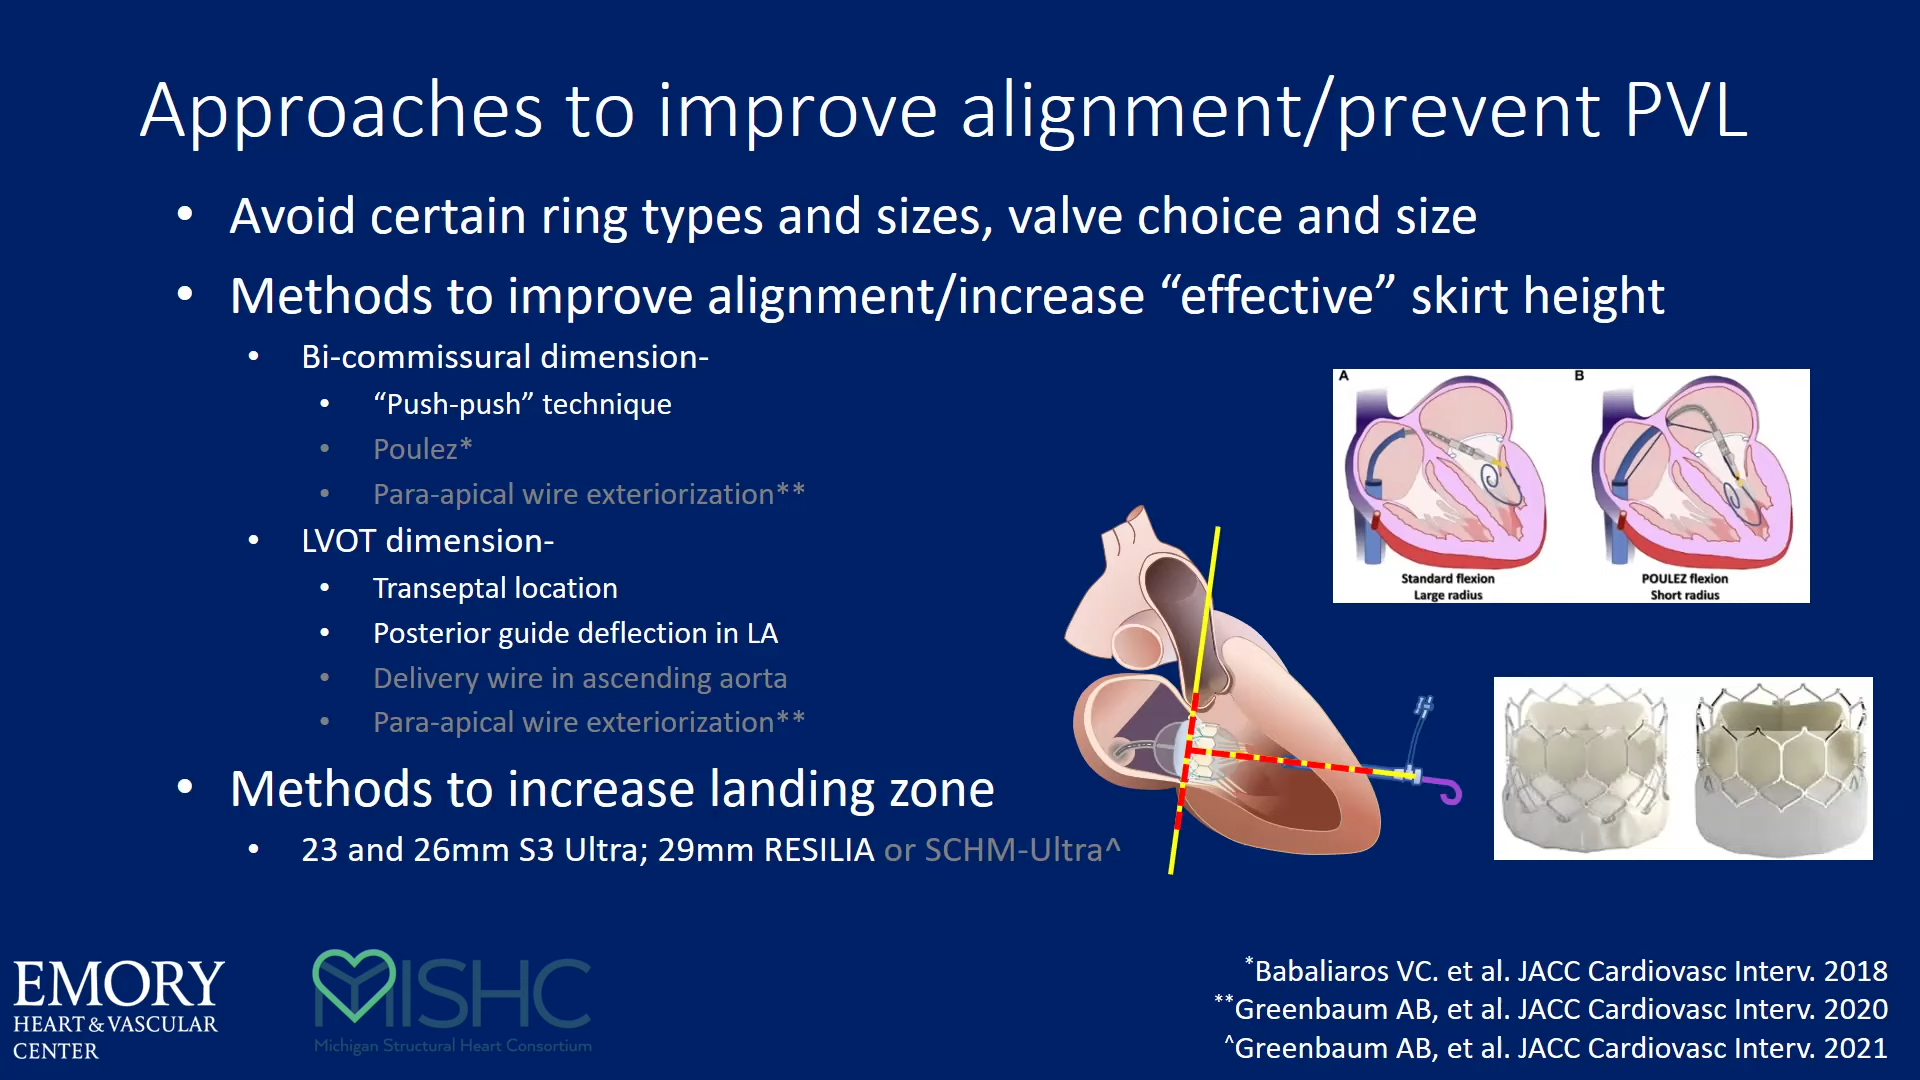 Approaches to improve alignment/prevent PVL
• Avoid certain ring types and sizes, valve choice and size
• Methods to improve alignment/increase “effective” skirt height
• Bi-commissural dimension-
• “Push-push” technique
• Poulez*
• Para-apical wire exteriorization**
• LVOT dimension-
• Transeptal location
• Posterior guide deflection in LA
• Delivery wire in ascending aorta
• Para-apical wire exteriorization**
• Methods to increase landing zone
• 23 and 26mm S3 Ultra; 29mm RESILIA or SCHM-Ultra^
A
B
Standard flexion
Large radius
POULEZ flexion
Short radius
EMORY
HEART & VASCULAR
CENTER
MISHC
Michigan Structural Heart Consortium
*Babaliaros VC. et al. JACC Cardiovasc Interv. 2018
**Greenbaum AB, et al. JACC Cardiovasc Interv. 2020
^Greenbaum AB, et al. JACC Cardiovasc Interv. 2021